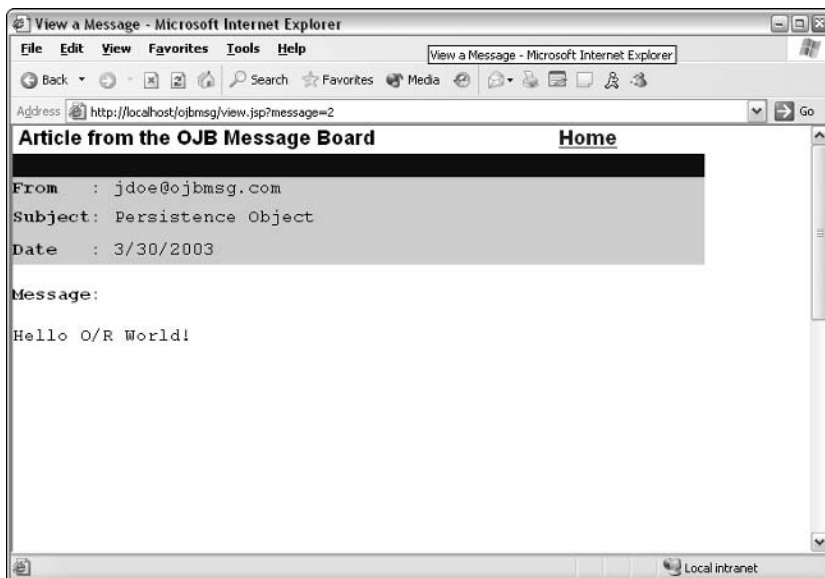 View a Message - Microsoft Internet Explorer
File Edit View Favorites Tools Help
View a Message - Microsoft Internet Explorer
Back Search Favorites Media
Address http://localhost/ojbmsg/view.jsp?message=2 Go
Article from the OJB Message Board Home
From : jdoe@ojbmsg.com
Subject: Persistence Object
Date : 3/30/2003
Message:
Hello O/R World!
Local intranet